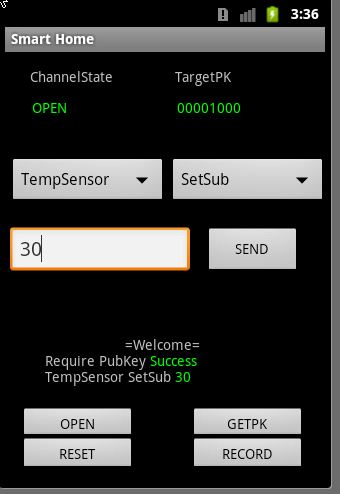 3:36
Smart Home
ChannelState TargetPK
OPEN 00001000
TempSensor SetSub
30 SEND
=Welcome=
Require PubKey Success
TempSensor SetSub 30
OPEN GETPK
RESET RECORD